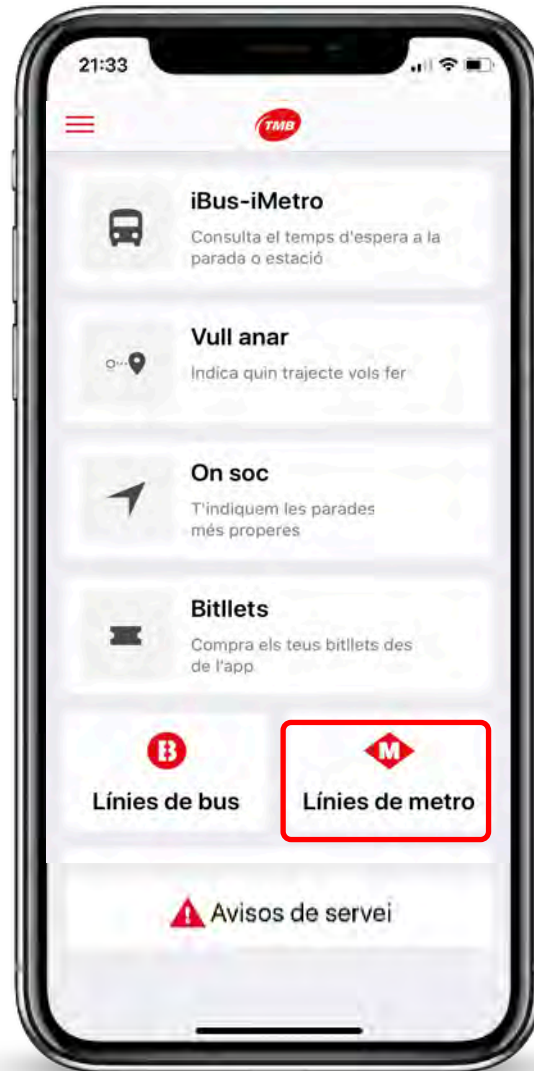 21:33
TMB
iBus-iMetro
Consulta el temps d'espera a la
parada o estació
Vull anar
Indica quin trajecte vols fer
On soc
T'indiquem les parades
més properes
Bitllets
Compra els teus bitllets des
de l'app
B
M
Línies de bus
Línies de metro
Avisos de servei